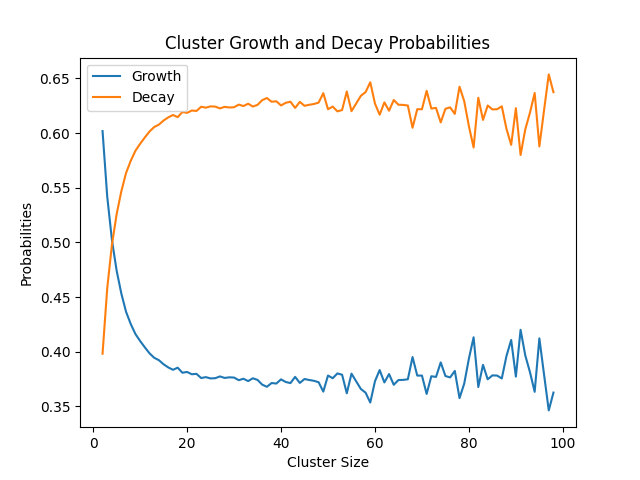 Cluster Growth and Decay Probabilities
Growth
Decay
0.65
0.60
0.55
0.50
0.45
0.40
0.35
Probabilities
0 20 40 60 80 100
Cluster Size